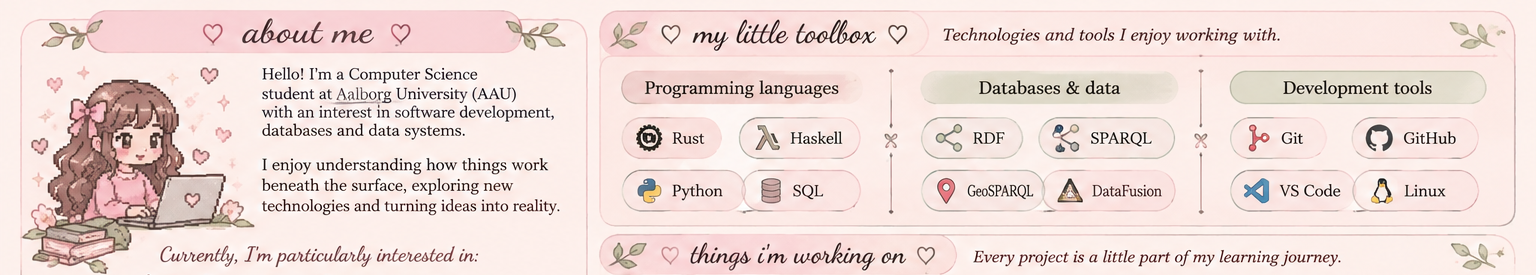 about me
Hello! I'm a Computer Science
student at Aalborg University (AAU)
with an interest in software development,
databases and data systems.
I enjoy understanding how things work
beneath the surface, exploring new
technologies and turning ideas into reality.
Currently, I'm particularly interested in:
my little toolbox
Technologies and tools I enjoy working with.
Programming languages
Rust
Haskell
Python
SQL
Databases & data
RDF
SPARQL
GeoSPARQL
DataFusion
Development tools
Git
GitHub
VS Code
Linux
things i'm working on
Every project is a little part of my learning journey.